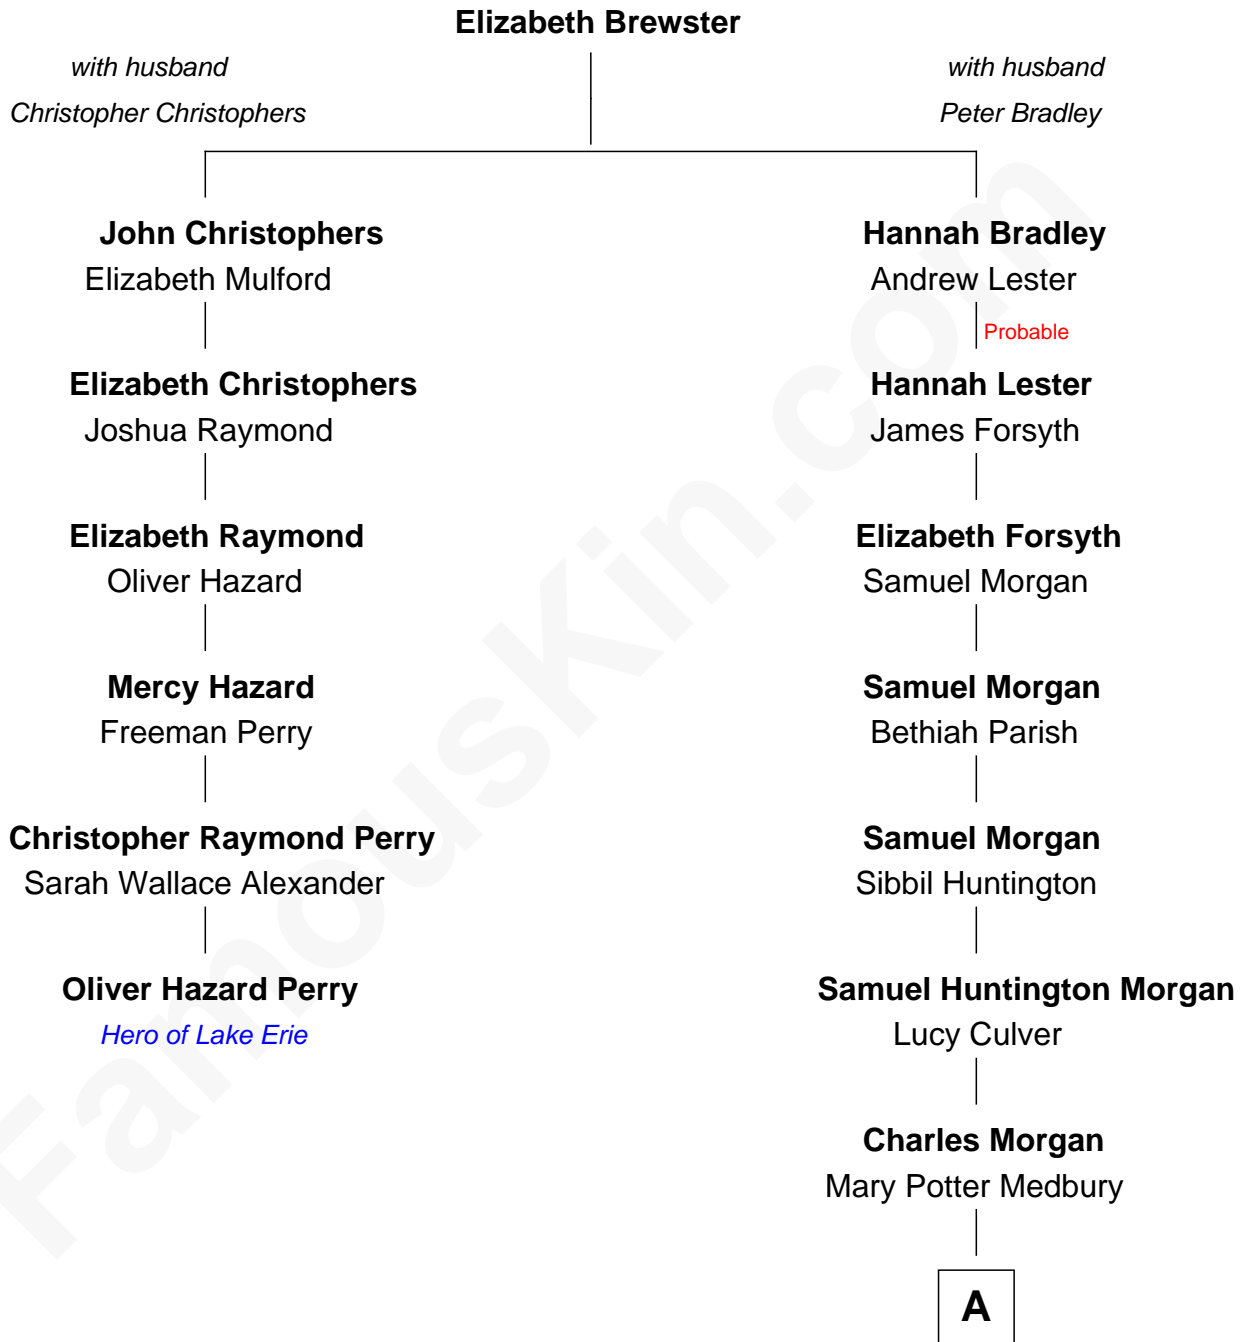 Elizabeth Brewster
with husband
Christopher Christophers
with husband
Peter Bradley
John Christophers
Elizabeth Mulford
Hannah Bradley
Andrew Lester
Probable
Elizabeth Christophers
Joshua Raymond
Hannah Lester
James Forsyth
Elizabeth Raymond
Oliver Hazard
Elizabeth Forsyth
Samuel Morgan
Mercy Hazard
Freeman Perry
Samuel Morgan
Bethiah Parish
Christopher Raymond Perry
Sarah Wallace Alexander
Samuel Morgan
Sibbil Huntington
Oliver Hazard Perry
Hero of Lake Erie
Samuel Huntington Morgan
Lucy Culver
Charles Morgan
Mary Potter Medbury
A
FamousKin.com